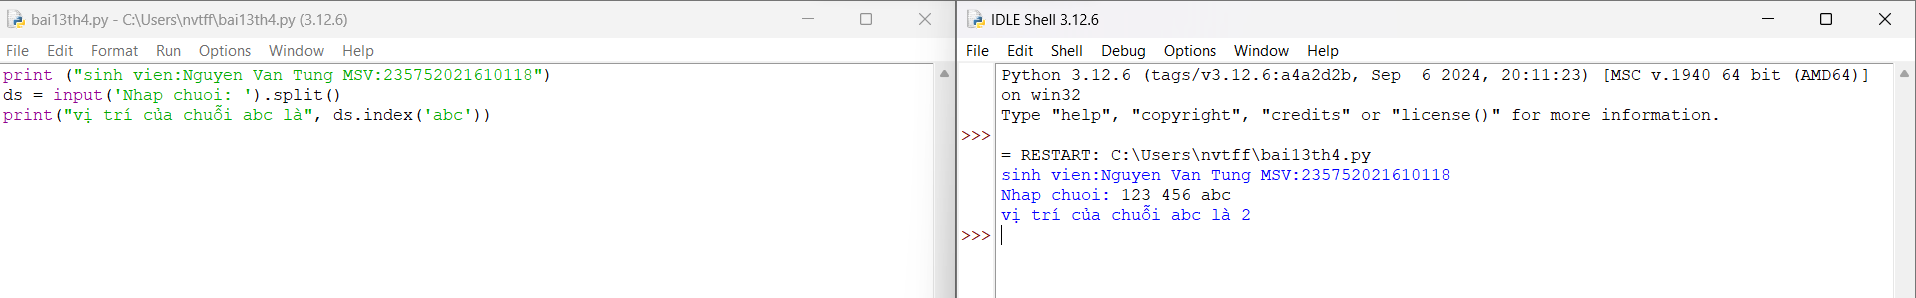 bai13th4.py - C:\Users\nvtff\bai13th4.py (3.12.6)
File Edit Format Run Options Window Help
print ("sinh vien:Nguyen Van Tung MSV:235752021610118")
ds = input('Nhap chuoi: ').split()
print("vị trí của chuỗi abc là", ds.index('abc'))
IDLE Shell 3.12.6
File Edit Shell Debug Options Window Help
Python 3.12.6 (tags/v3.12.6:a4a2d2b, Sep  6 2024, 20:11:23) [MSC v.1940 64 bit (AMD64)]
on win32
Type "help", "copyright", "credits" or "license()" for more information.
>>>
= RESTART: C:\Users\nvtff\bai13th4.py
sinh vien:Nguyen Van Tung MSV:235752021610118
Nhap chuoi: 123 456 abc
vị trí của chuỗi abc là 2
>>>